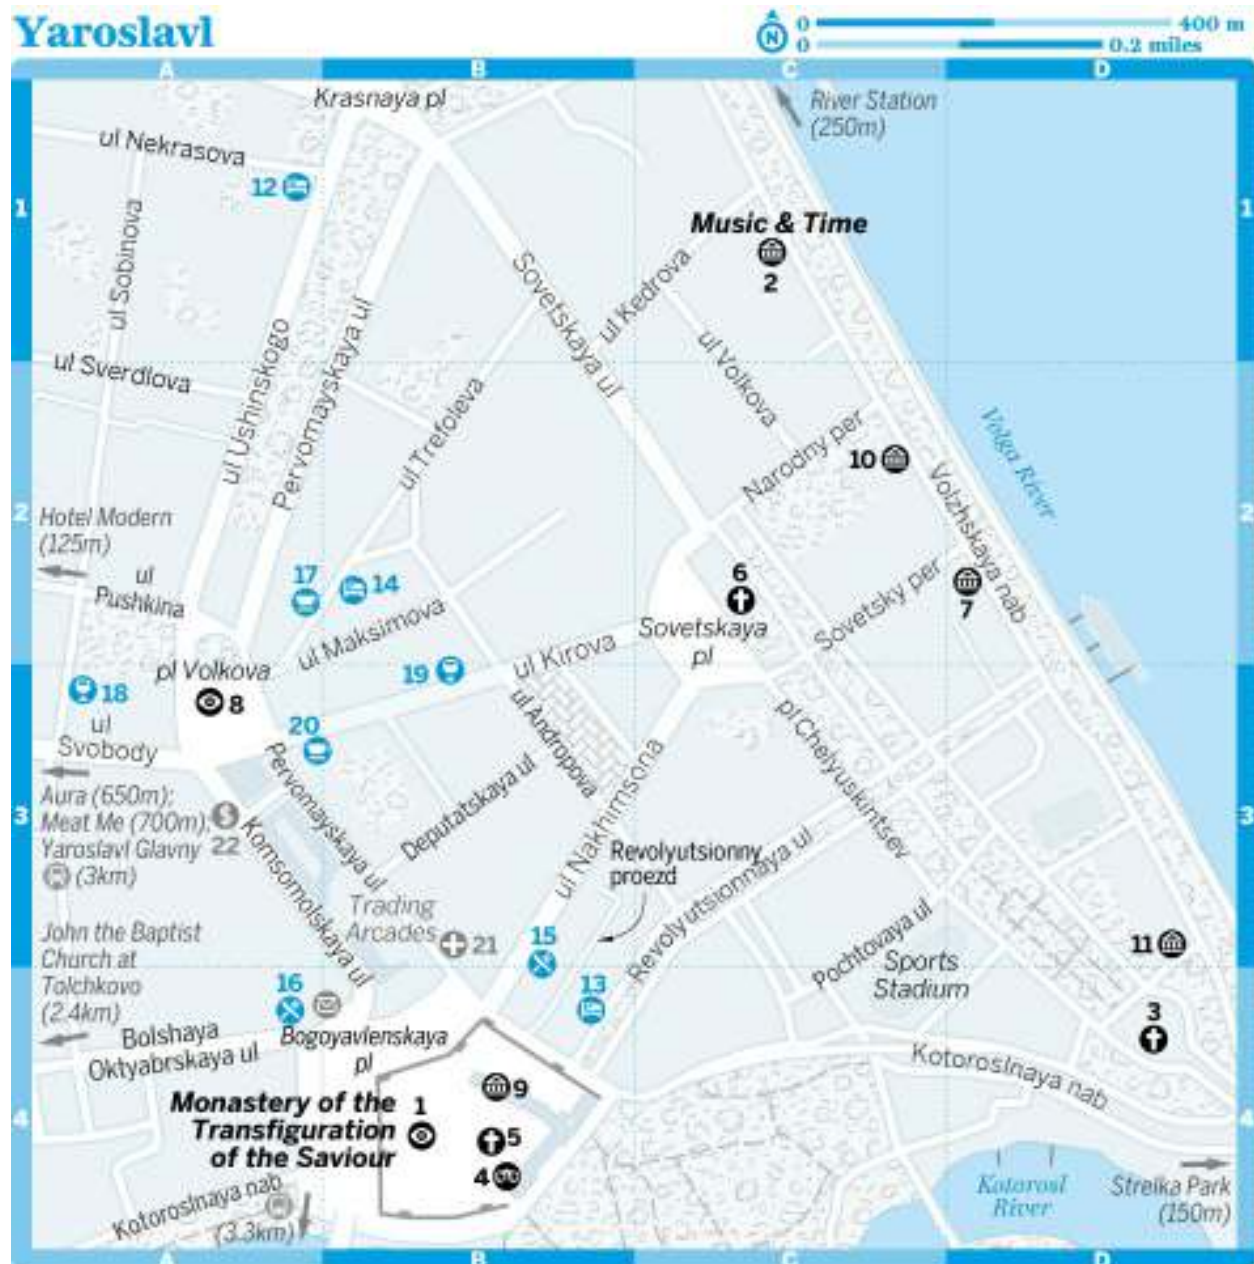 Yaroslavl
N
0
400 m
0
0.2 miles
A
B
C
D
Krasnaya pl
River Station
(250m)
ul Nekrasova
12
1
1
ul Sobinova
Music & Time
2
Sovetskaya ul
ul Kedrova
ul Volkova
ul Sverdlova
ul Ushinskogo
Pervomayskaya ul
ul Trefoleva
Narodny per
10
Volga River
Volzhskaya nab
2
2
Hotel Modern
(125m)
ul
Pushkina
17
14
6
7
Sovetsky per
ul Maksimova
Sovetskaya
pl
ul Kirova
pl Volkova
19
18
8
ul
Svobody
20
ul Andropova
pl Chelyuskintsev
Pervomayskaya ul
Deputatskaya ul
ul Nakhimsona
3
3
Aura (650m);
Meat Me (700m);
Yaroslavl Glavny
(3km)
22
Komsomolskaya ul
Revolyutsionny
proezd
Revolyutsionnaya ul
Trading
Arcades
21
15
Pochtovaya ul
Sports
Stadium
11
John the Baptist
Church at
Tolchkovo
(2.4km)
16
13
3
Bolshaya
Oktyabrskaya ul
Bogoyavlenskaya
pl
Kotoroslnaya nab
Monastery of the
Transfiguration
of the Saviour
1
9
5
4
4
4
Kotoroslnaya nab
(3.3km)
Kotorosl
River
Strelka Park
(150m)
A
B
C
D